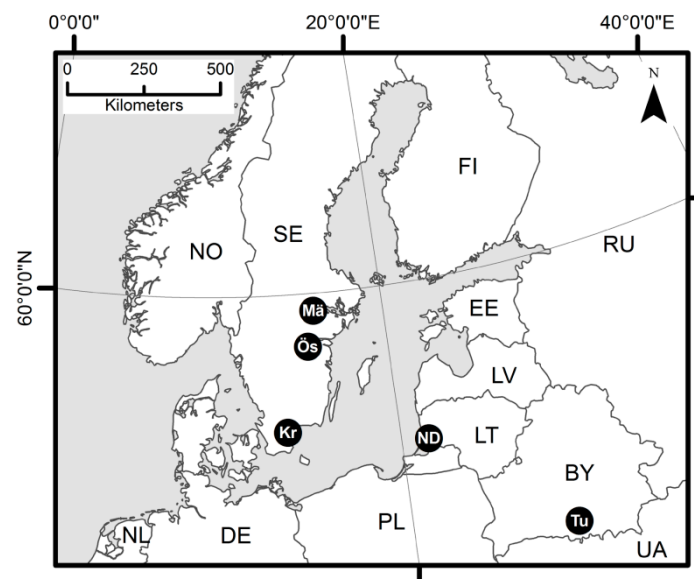 0°0'0" 20°0'0"E 40°0'0"E
0 250 500
Kilometers
N
FI
NO SE RU
60°0'0"N
Mä EE
Ös
LV
Kr ND LT
BY
Tu
NL DE PL
UA